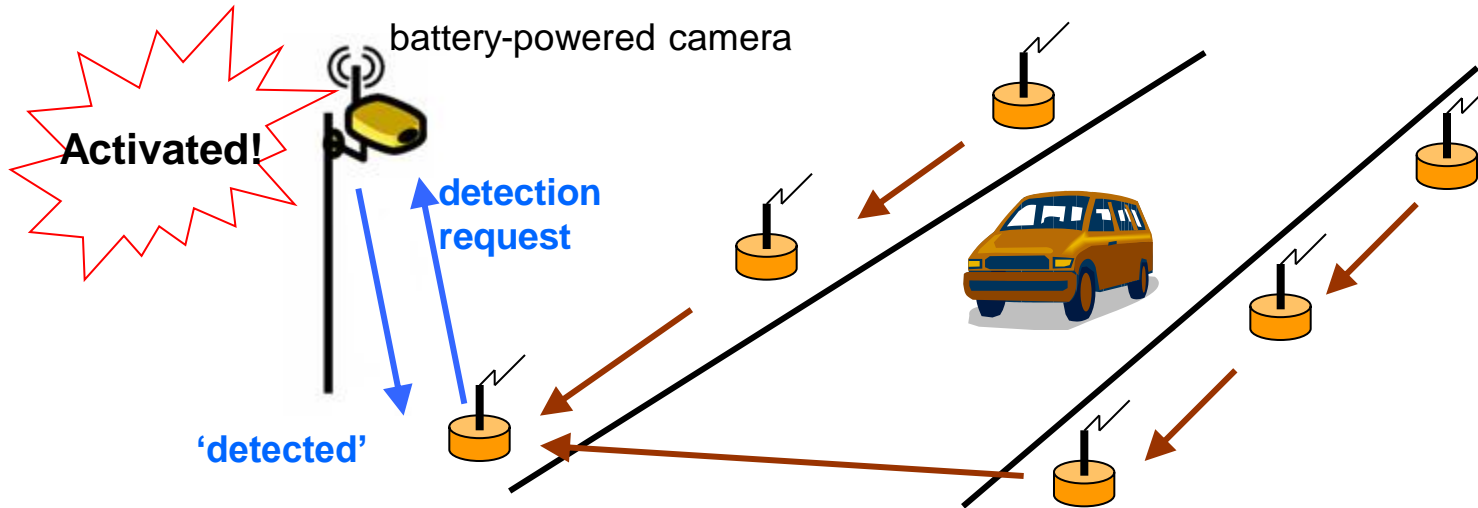 battery-powered camera
Activated!
detection
request
‘detected’